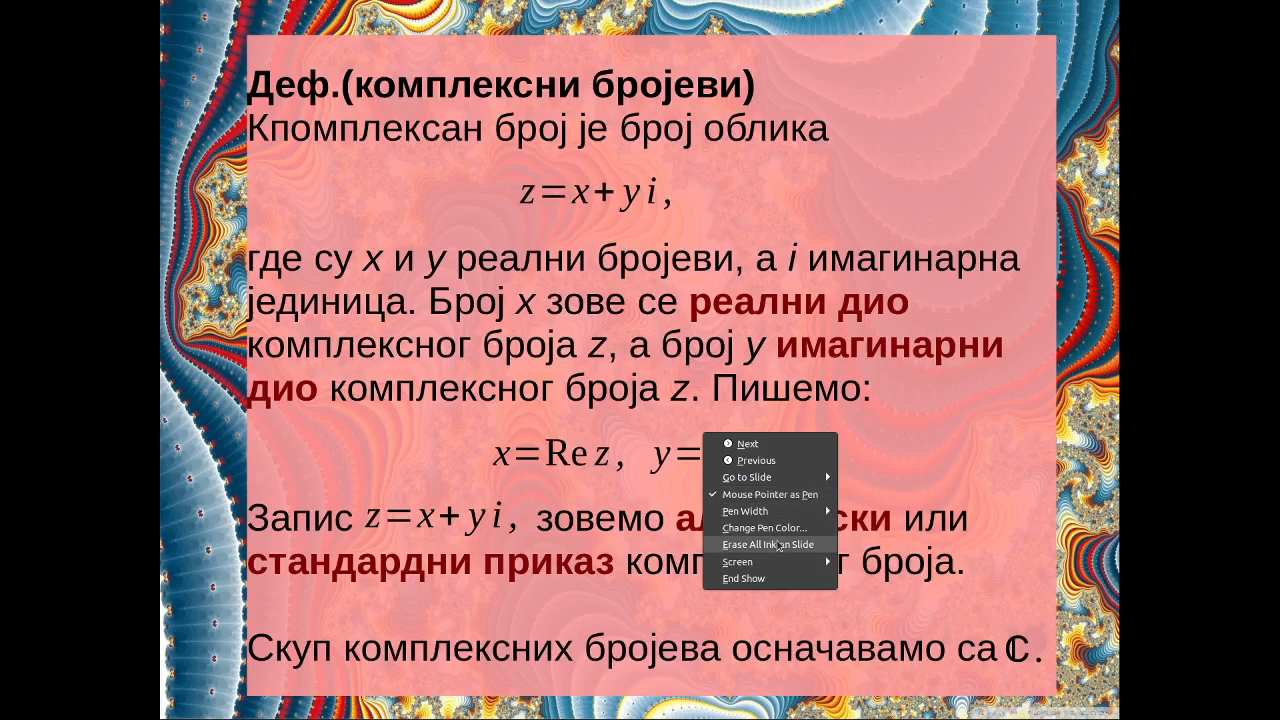 Деф.(комплексни бројеви)
Кпомплексан број је број облика
z=x+yi,
где су x и y реални бројеви, а i имагинарна
јединица. Број x зове се реални дио
комплексног броја z, а број y имагинарни
дио комплексног броја z. Пишемо:
x=Re z, y=
Запис z=x+yi, зовемо или
стандардни приказ броја.
Скуп комплексних бројева осначавамо са ℂ.
Next
Previous
Go to Slide
Mouse Pointer as Pen
Pen Width
Change Pen Color...
Erase All Ink on Slide
Screen
End Show